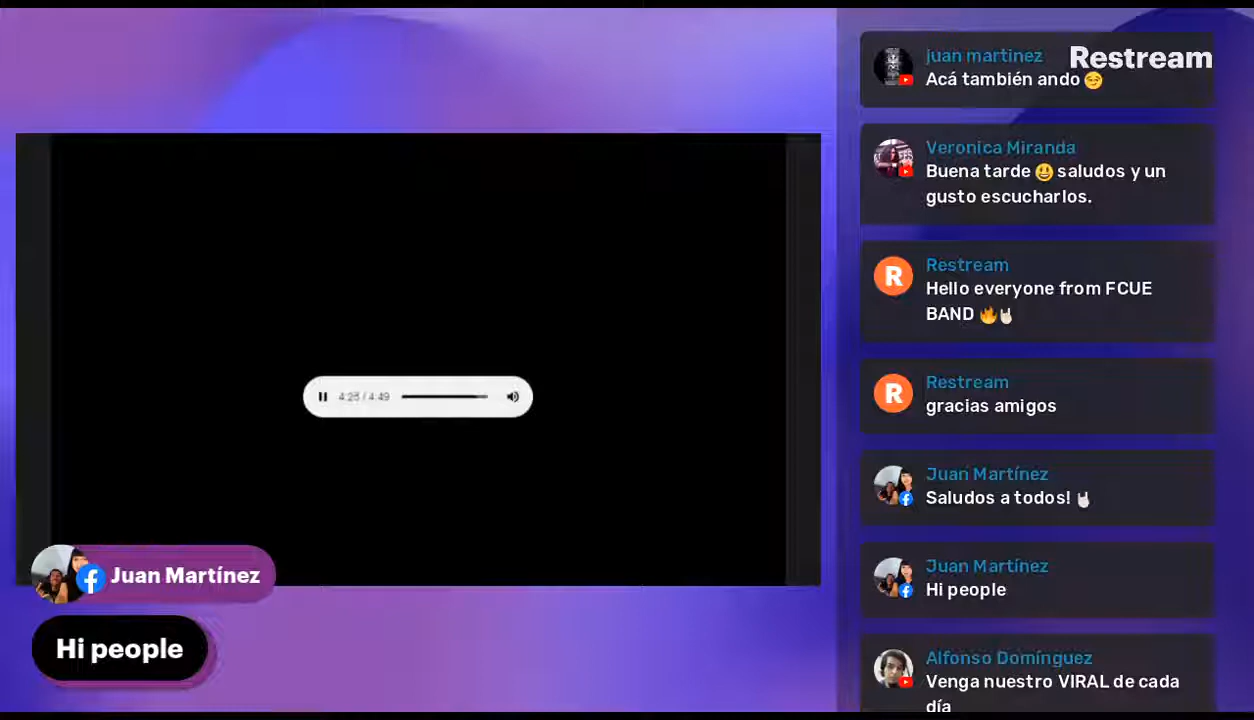 Restream
juan martinez
Acá también ando 😏
Veronica Miranda
Buena tarde 😃 saludos y un
gusto escucharlos.
R
Restream
Hello everyone from FCUE
BAND 🔥🤘🏻
R
Restream
gracias amigos
Juan Martínez
Saludos a todos! 🤘🏻
Juan Martínez
Hi people
Alfonso Domínguez
Venga nuestro VIRAL de cada
día
4:25 / 4:49
Juan Martínez
Hi people